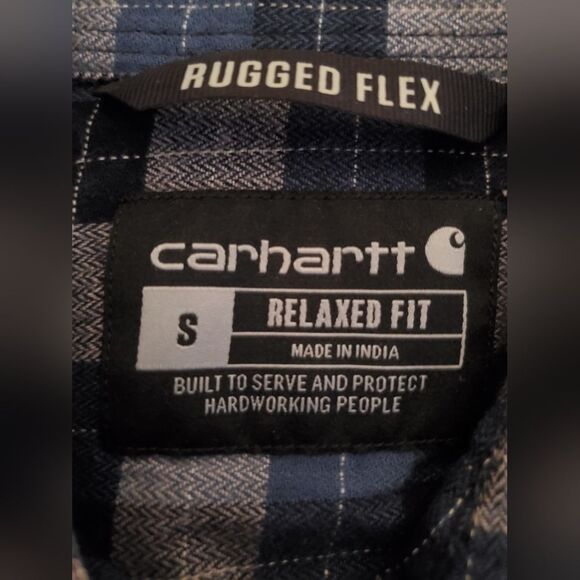 RUGGED FLEX
carhartt
S
RELAXED FIT
MADE IN INDIA
BUILT TO SERVE AND PROTECT
HARDWORKING PEOPLE